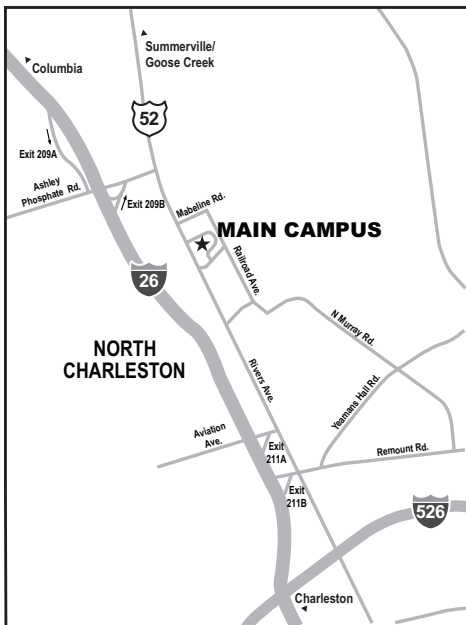 Summerville/
Goose Creek
Columbia
52
Exit 209A
Ashley
Phosphate Rd.
Exit 209B
Mabeline Rd.
MAIN CAMPUS
Railroad Ave.
26
N Murray Rd.
NORTH
CHARLESTON
Rivers Ave.
Yeamans Hall Rd.
Aviation
Ave.
Exit
211A
Remount Rd.
Exit
211B
526
Charleston